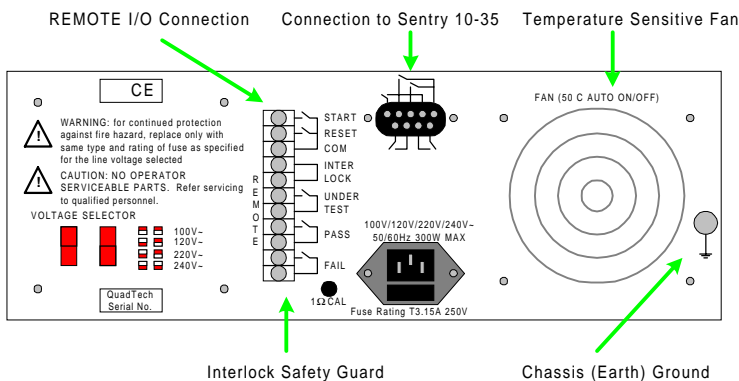 REMOTE I/O Connection
Connection to Sentry 10-35
Temperature Sensitive Fan
CE
WARNING: for continued protection
against fire hazard, replace only with
same type and rating of fuse as specified
for the line voltage selected
CAUTION: NO OPERATOR
SERVICEABLE PARTS. Refer servicing
to qualified personnel.
VOLTAGE SELECTOR
100V~
120V~
220V~
240V~
QuadTech
Serial No.
REMOTE
START
RESET
COM
INTER
LOCK
UNDER
TEST
PASS
FAIL
1Ω CAL
100V/120V/220V/240V~
50/60Hz 300W MAX
Fuse Rating T3.15A 250V
FAN (50 C AUTO ON/OFF)
Interlock Safety Guard
Chassis (Earth) Ground